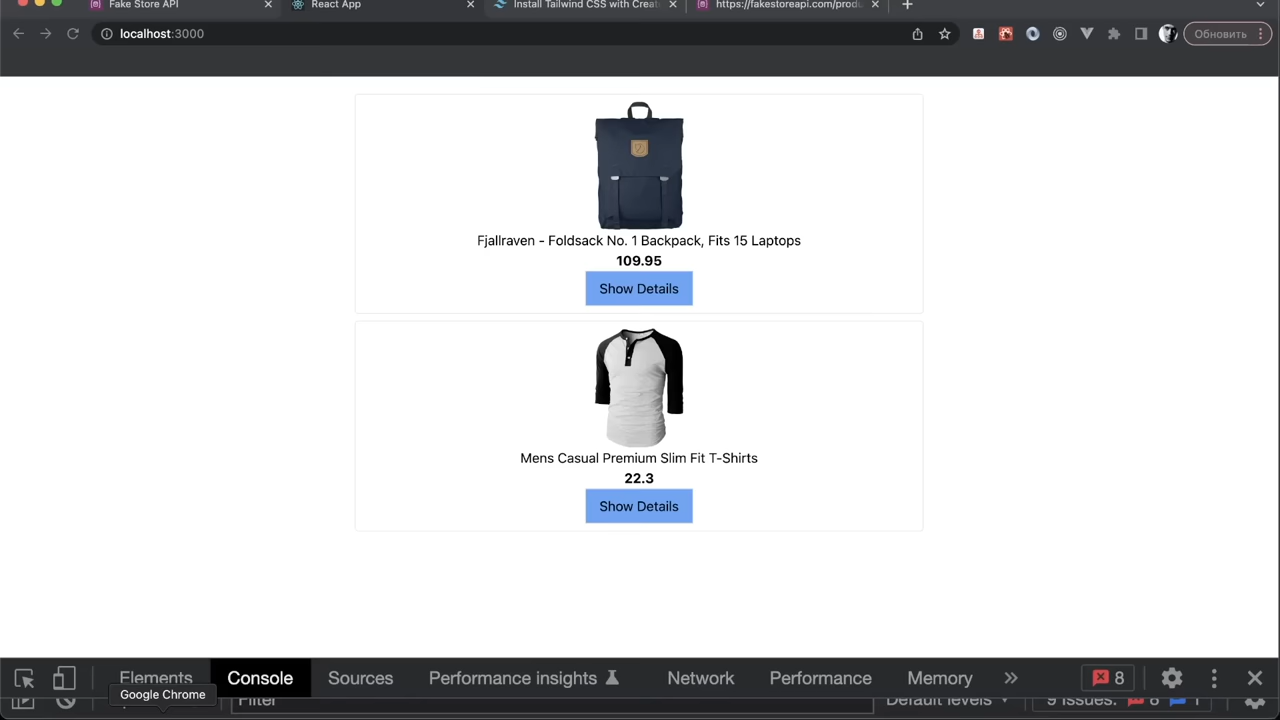 Fake Store API
React App
Install Tailwind CSS with Creat
https://fakestoreapi.com/produ
localhost:3000
Обновить
Fjallraven - Foldsack No. 1 Backpack, Fits 15 Laptops
109.95
Show Details
Mens Casual Premium Slim Fit T-Shirts
22.3
Show Details
Elements
Console
Sources
Performance insights
Network
Performance
Memory
8
Google Chrome
Filter
Default levels
9 Issues: